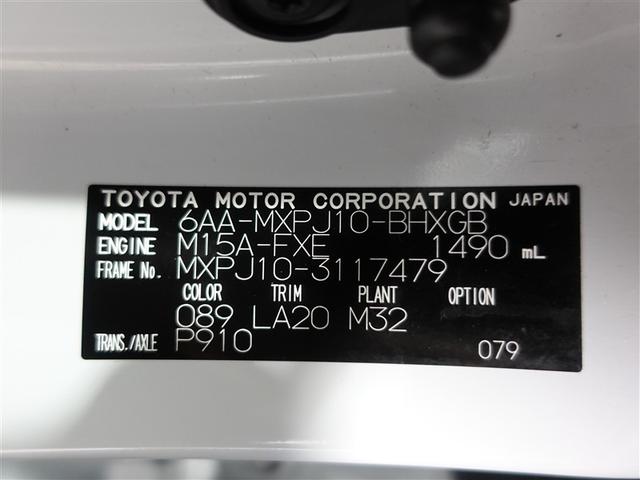 TOYOTA MOTOR CORPORATION JAPAN
MODEL 6AA-MXPJ10-BHXGB
ENGINE M15A-FXE 1490 mL
FRAME No. MXPJ10-3117479
COLOR TRIM PLANT OPTION
089 LA20 M32
TRANS./AXLE P910 079